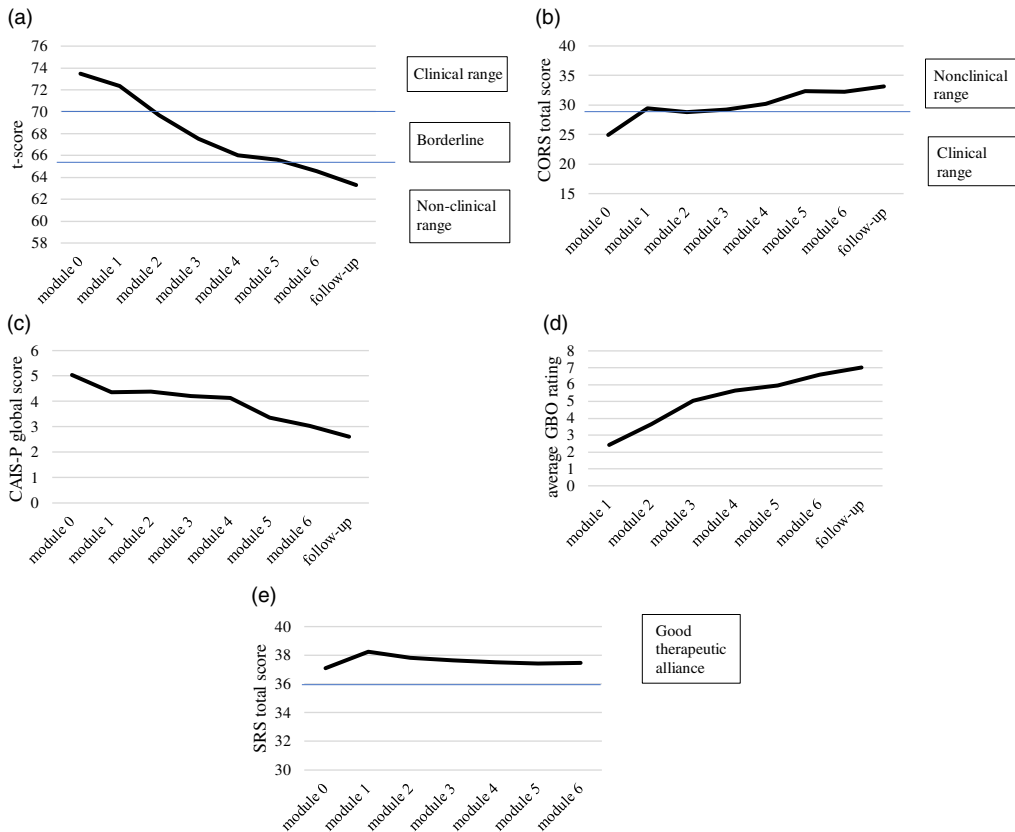 (a)
76
74
72
70
68
66
64
62
60
58
t-score
module 0
module 1
module 2
module 3
module 4
module 5
module 6
follow-up
Clinical range
Borderline
Non-clinical
range
(b)
40
35
30
25
20
15
CORS total score
module 0
module 1
module 2
module 3
module 4
module 5
module 6
follow-up
Nonclinical
range
Clinical
range
(c)
6
5
4
3
2
1
0
CAIS-P global score
module 0
module 1
module 2
module 3
module 4
module 5
module 6
follow-up
(d)
8
7
6
5
4
3
2
1
0
average GBO rating
module 1
module 2
module 3
module 4
module 5
module 6
follow-up
(e)
40
38
36
34
32
30
SRS total score
module 0
module 1
module 2
module 3
module 4
module 5
module 6
Good
therapeutic
alliance